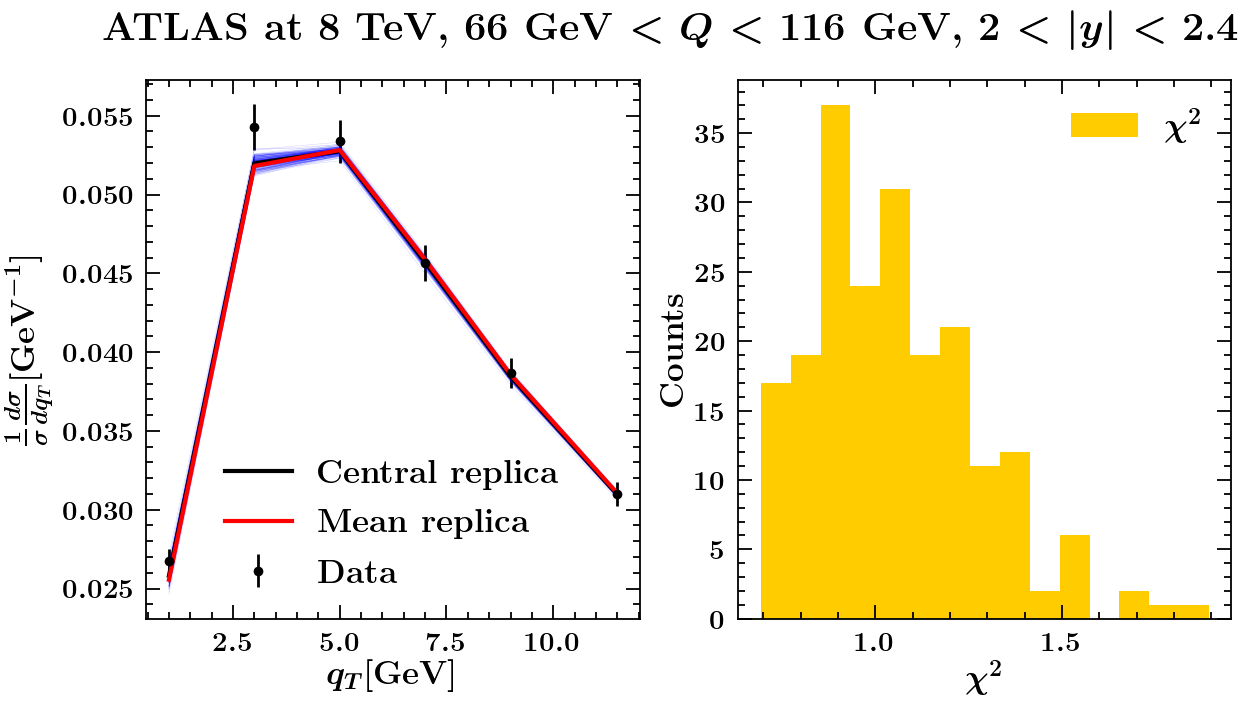 ATLAS at 8 TeV, 66 GeV < Q < 116 GeV, 2 < |y| < 2.4
0.055
0.050
0.045
0.040
0.035
0.030
0.025
1/σ dσ/dq_T [GeV⁻¹]
Central replica
Mean replica
Data
2.5 5.0 7.5 10.0
q_T[GeV]
35
30
25
20
15
10
5
0
Counts
χ²
1.0 1.5
χ²